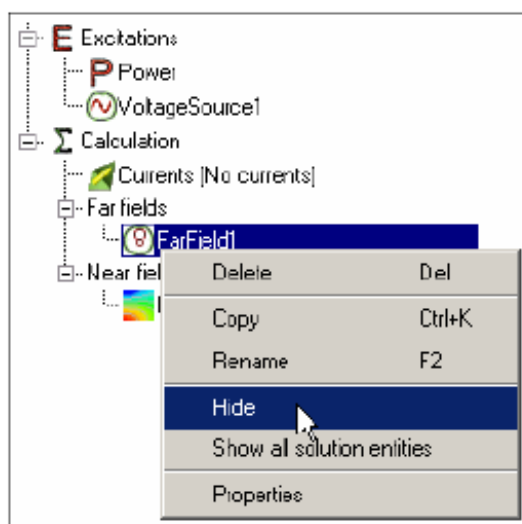 E Excitations
P Power
VoltageSource1
Σ Calculation
Currents [No currents]
Far fields
FarField1
Near fiel
Delete Del
Copy Ctrl+K
Rename F2
Hide
Show all solution entities
Properties